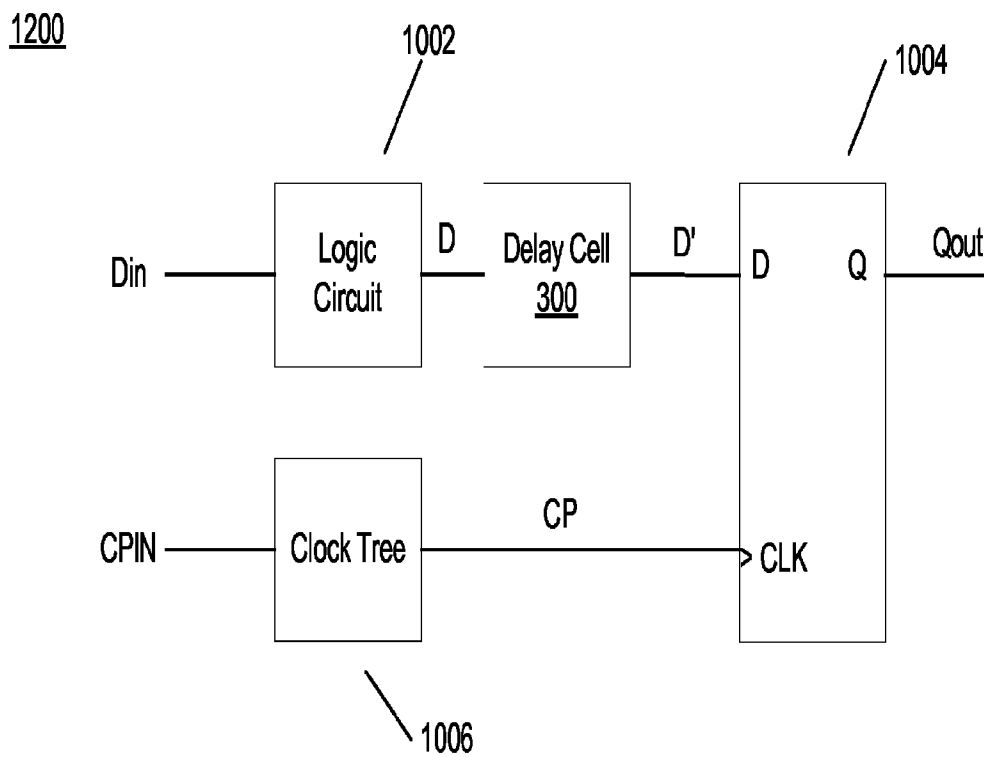 1200
1002
1004
Din
Logic
Circuit
D
Delay Cell
300
D'
D
Q
Qout
CPIN
Clock Tree
CP
CLK
1006